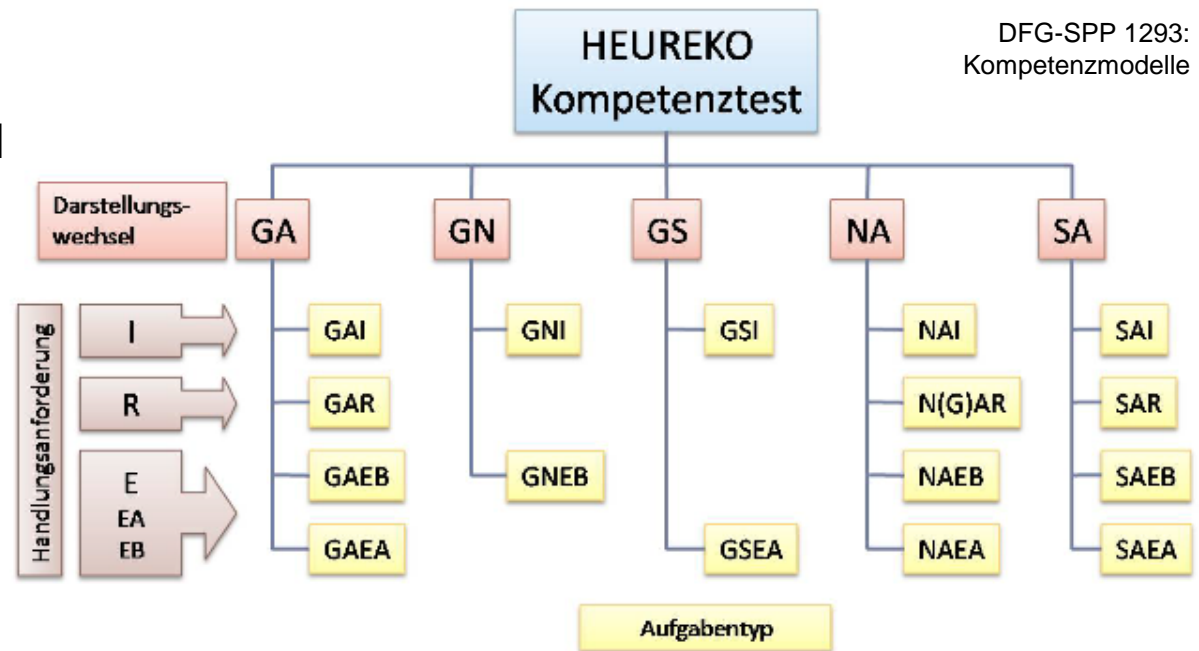 HEUREKO
Kompetenztest
DFG-SPP 1293:
Kompetenzmodelle
Darstellungs-
wechsel
GA
GN
GS
NA
SA
Handlungsanforderung
I
GAI
GNI
GSI
NAI
SAI
R
GAR
N(G)AR
SAR
E
EA
EB
GAEB
GNEB
NAEB
SAEB
GAEA
GSEA
NAEA
SAEA
Aufgabentyp